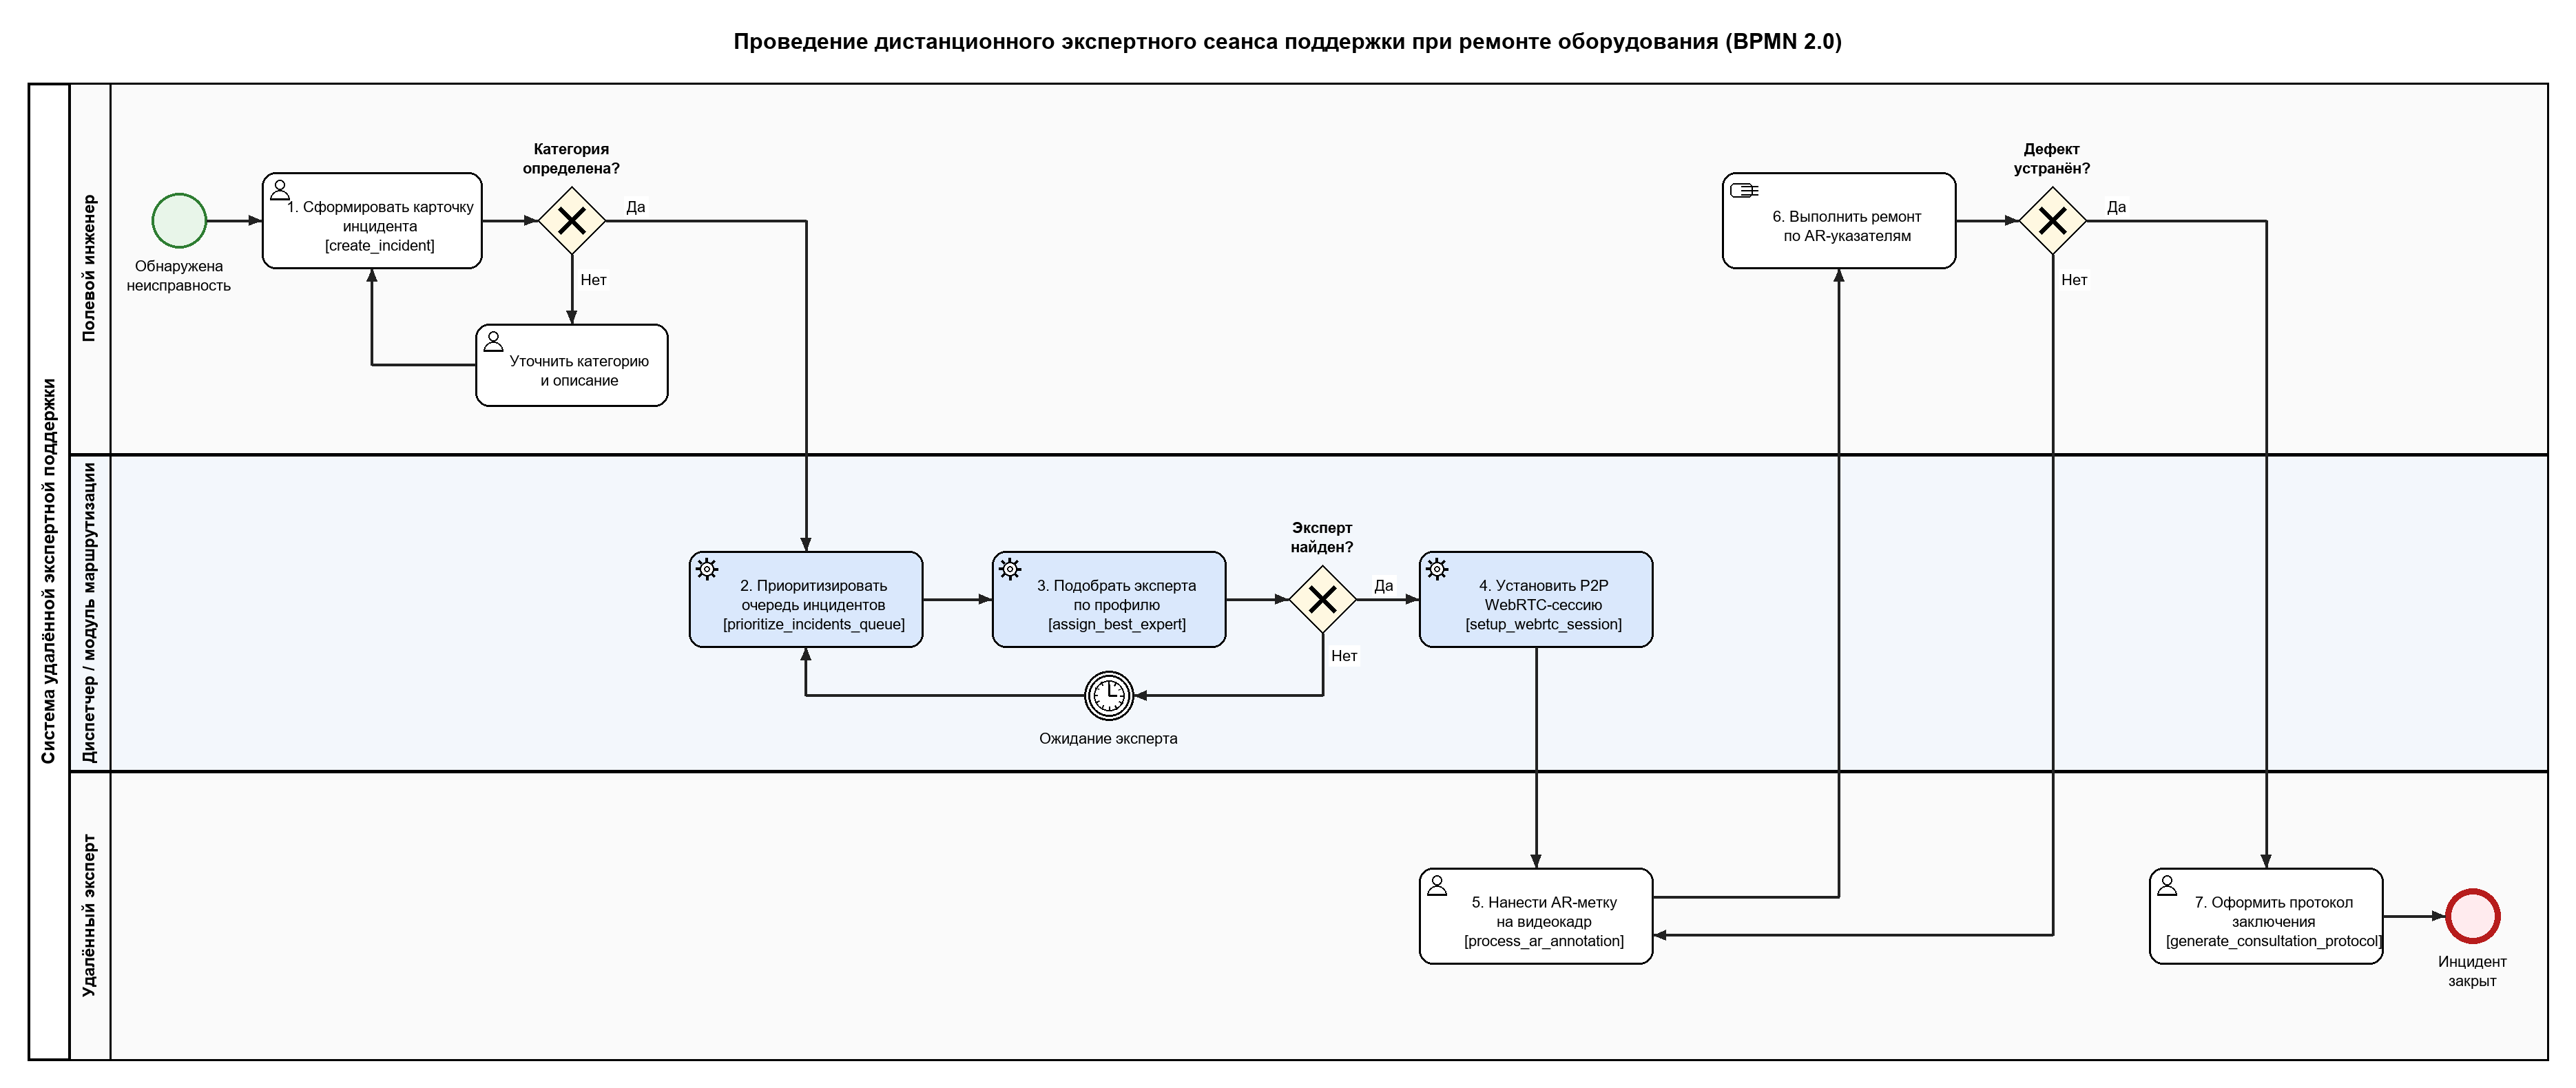 Проведение дистанционного экспертного сеанса поддержки при ремонте оборудования (BPMN 2.0)
Система удалённой экспертной поддержки
Полевой инженер
Обнаружена
неисправность
1. Сформировать карточку
инцидента
[create_incident]
Категория
определена?
Да
Нет
Уточнить категорию
и описание
6. Выполнить ремонт
по AR-указателям
Дефект
устранён?
Да
Нет
Диспетчер / модуль маршрутизации
2. Приоритизировать
очередь инцидентов
[prioritize_incidents_queue]
3. Подобрать эксперта
по профилю
[assign_best_expert]
Эксперт
найден?
Да
Нет
4. Установить P2P
WebRTC-сессию
[setup_webrtc_session]
Ожидание эксперта
Удалённый эксперт
5. Нанести AR-метку
на видеокадр
[process_ar_annotation]
7. Оформить протокол
заключения
[generate_consultation_protocol]
Инцидент
закрыт